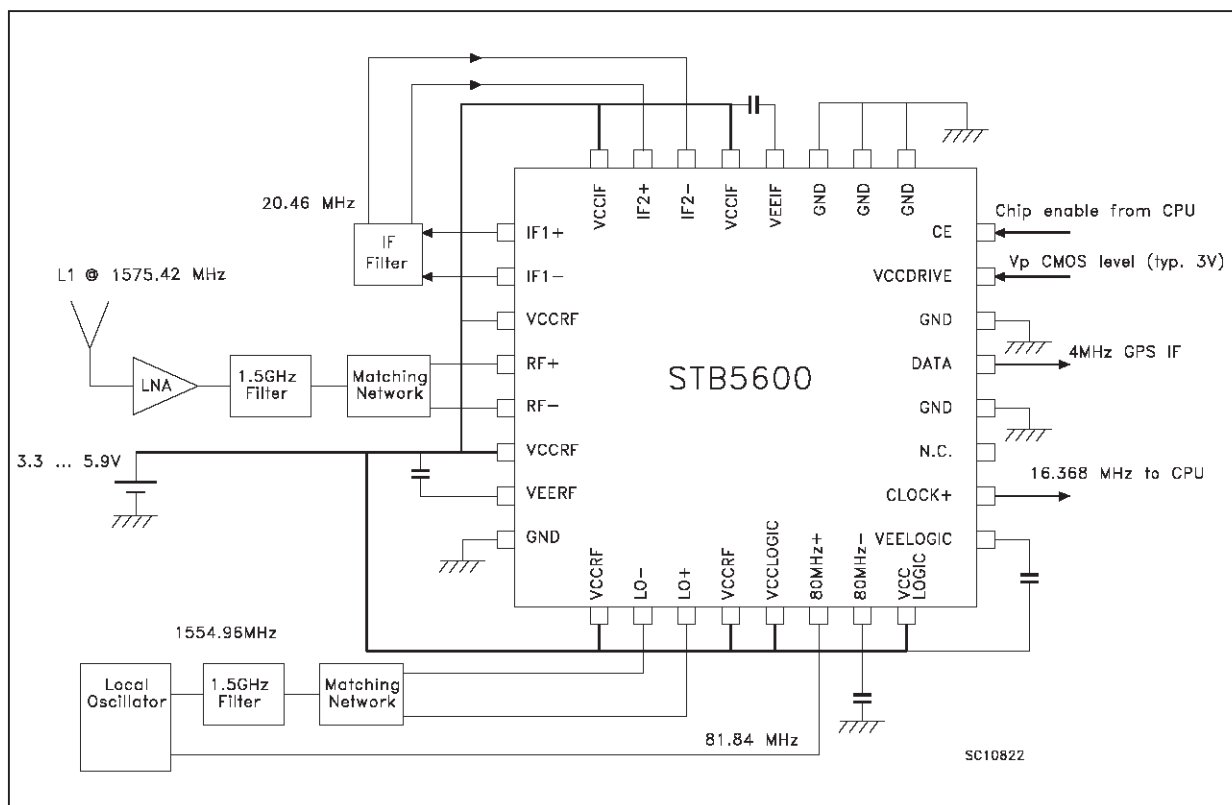 VCCIF
IF2+
IF2-
VCCIF
VEEIF
GND
GND
GND
20.46 MHz
IF
Filter
IF1+
IF1-
L1 @ 1575.42 MHz
LNA
1.5GHz
Filter
Matching
Network
VCCRF
RF+
RF-
3.3 ... 5.9V
VCCRF
VEERF
GND
STB5600
CE
Chip enable from CPU
VCCDRIVE
Vp CMOS level (typ. 3V)
GND
DATA
4MHz GPS IF
GND
N.C.
CLOCK+
16.368 MHz to CPU
VEELOGIC
VCCRF
LO-
LO+
VCCRF
VCCLOGIC
80MHz+
80MHz-
VCC
LOGIC
1554.96MHz
Local
Oscillator
1.5GHz
Filter
Matching
Network
81.84 MHz
SC10822